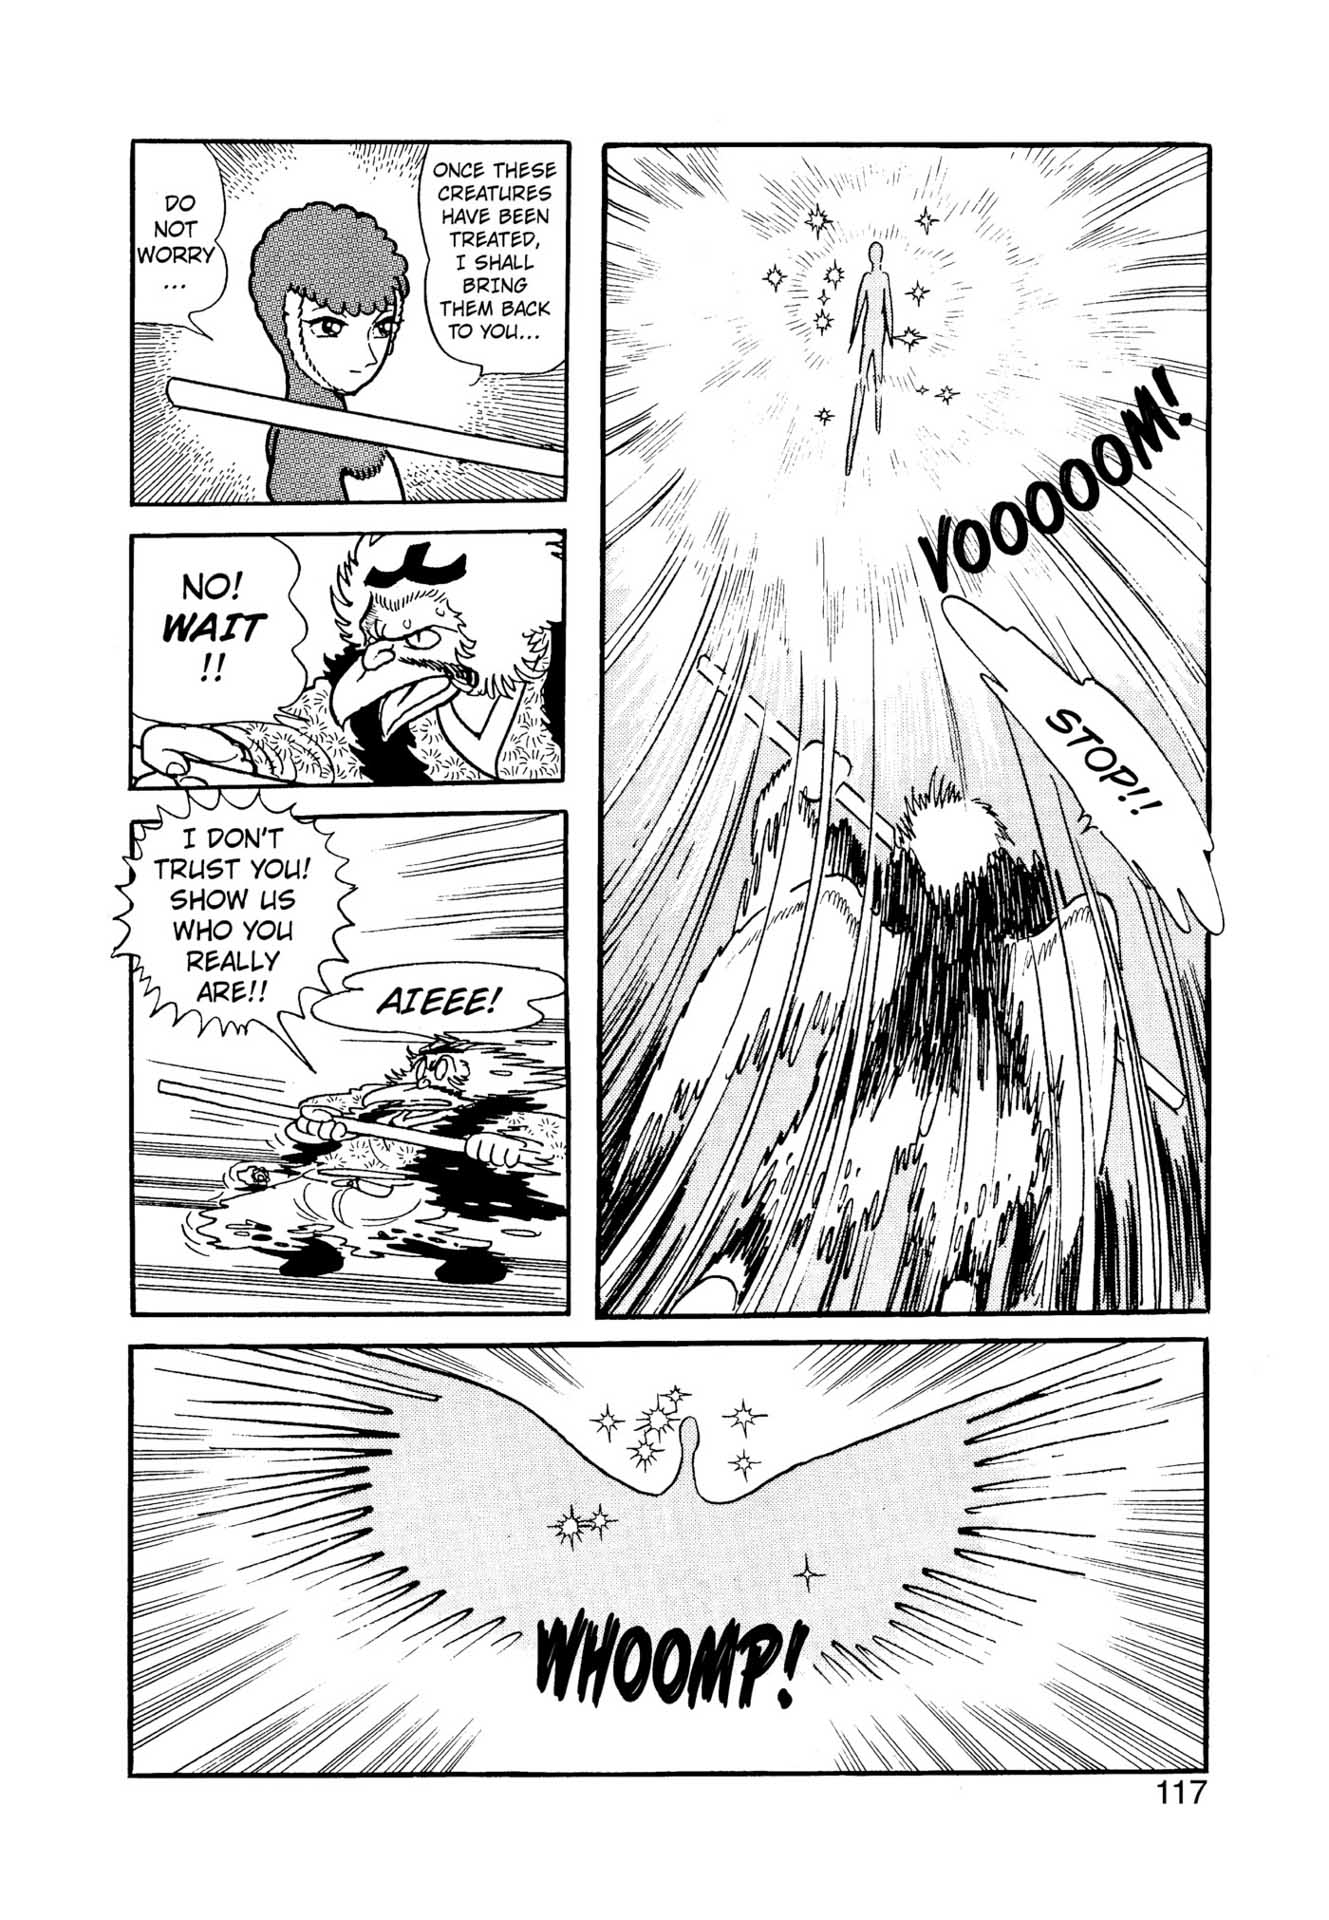 VOOOOOM!
STOP!!
ONCE THESE
CREATURES
HAVE BEEN
TREATED,
I SHALL
BRING
THEM BACK
TO YOU...
DO
NOT
WORRY
...
NO!
WAIT
!!
I DON'T
TRUST YOU!
SHOW US
WHO YOU
REALLY
ARE!!
AIEEE!
WHOOMP!
117